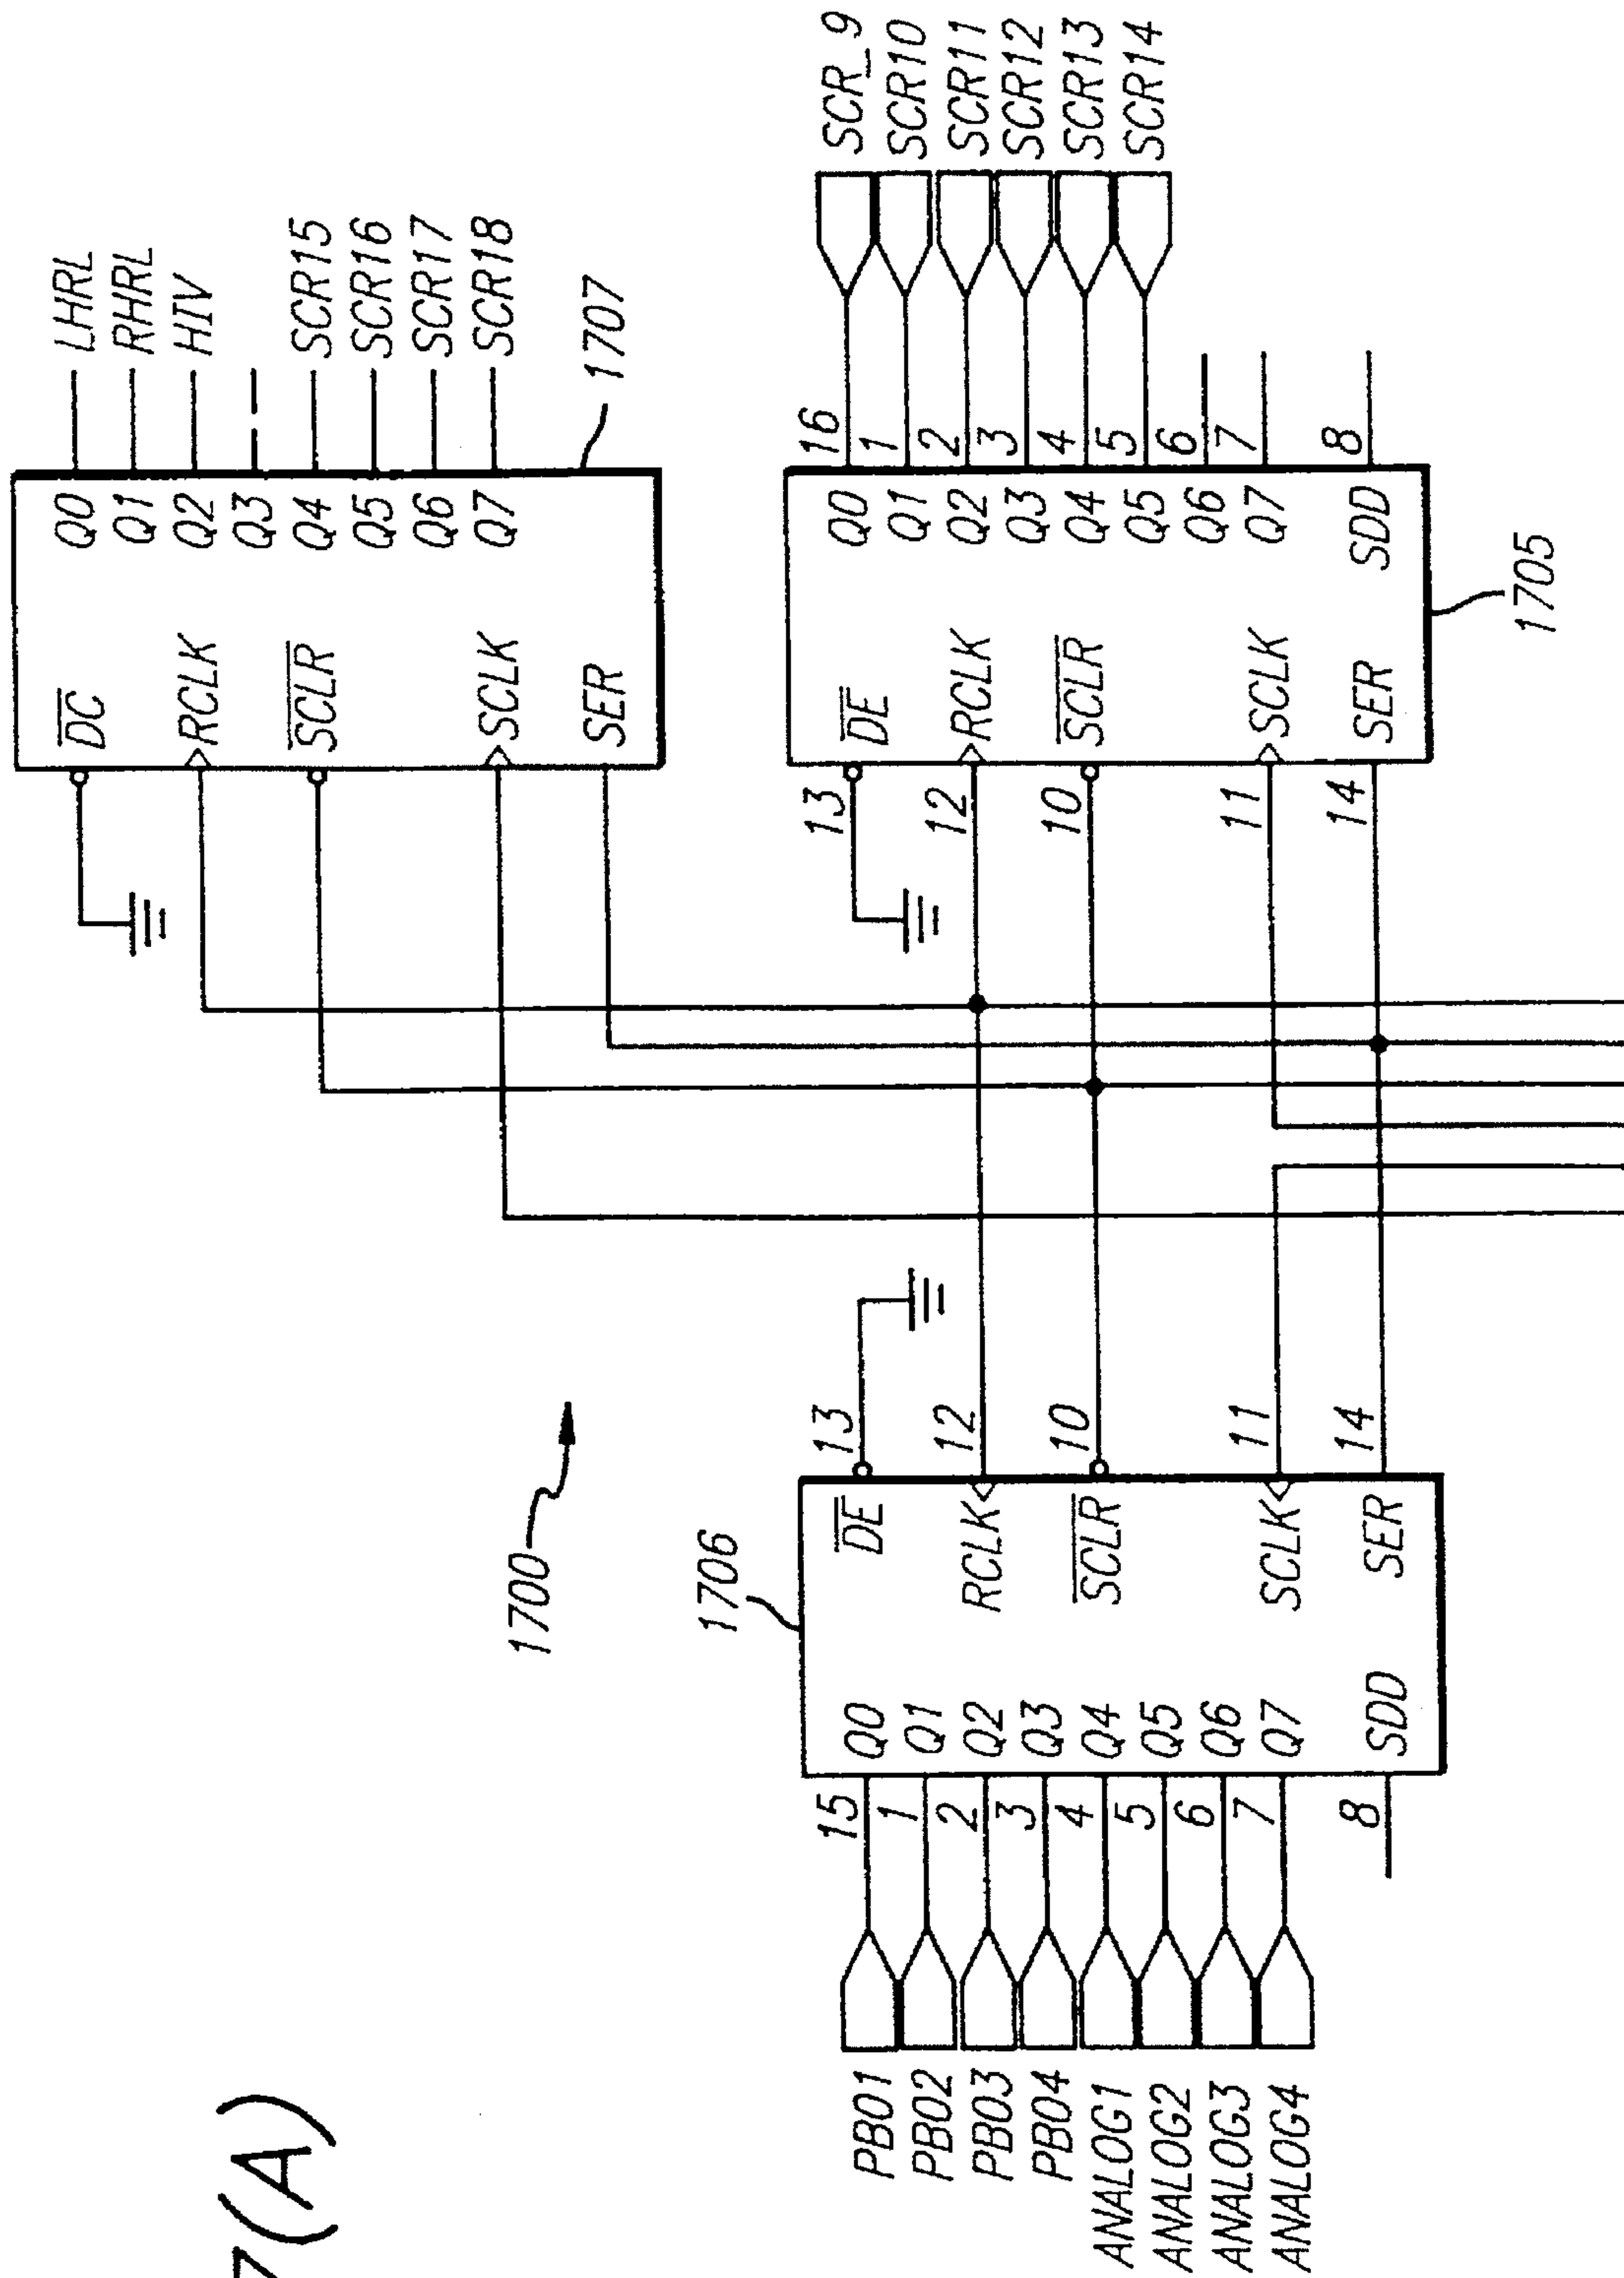 7(A)
1700
LHRL
RHRL
HIV
SCR15
SCR16
SCR17
SCR18
Q0
Q1
Q2
Q3
Q4
Q5
Q6
Q7
DC
RCLK
SCLR
SCLK
SER
1707
PB01
PB02
PB03
PB04
ANALOG1
ANALOG2
ANALOG3
ANALOG4
15
1
2
3
4
5
6
7
8
Q0
Q1
Q2
Q3
Q4
Q5
Q6
Q7
SDD
1706
DE
RCLK
SCLR
SCLK
SER
13
12
10
11
14
13
12
10
11
14
DE
RCLK
SCLR
SCLK
SER
Q0
Q1
Q2
Q3
Q4
Q5
Q6
Q7
SDD
1705
16
1
2
3
4
5
6
7
8
SCR_9
SCR10
SCR11
SCR12
SCR13
SCR14